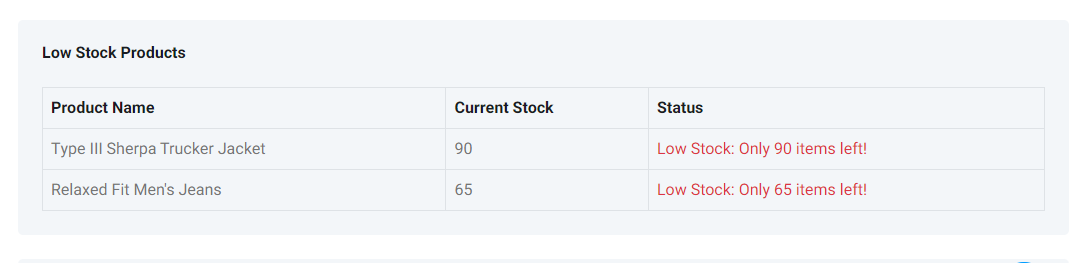 Low Stock Products
Product Name Current Stock Status
Type III Sherpa Trucker Jacket 90 Low Stock: Only 90 items left!
Relaxed Fit Men's Jeans 65 Low Stock: Only 65 items left!